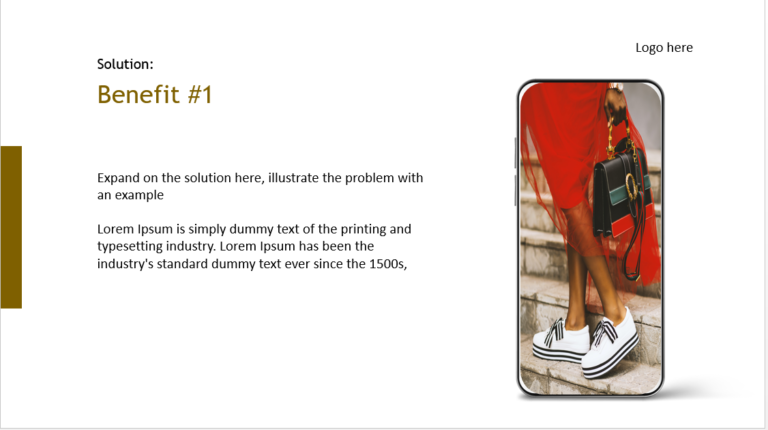 Logo here
Solution:
Benefit #1
Expand on the solution here, illustrate the problem with
an example
Lorem Ipsum is simply dummy text of the printing and
typesetting industry. Lorem Ipsum has been the
industry's standard dummy text ever since the 1500s,